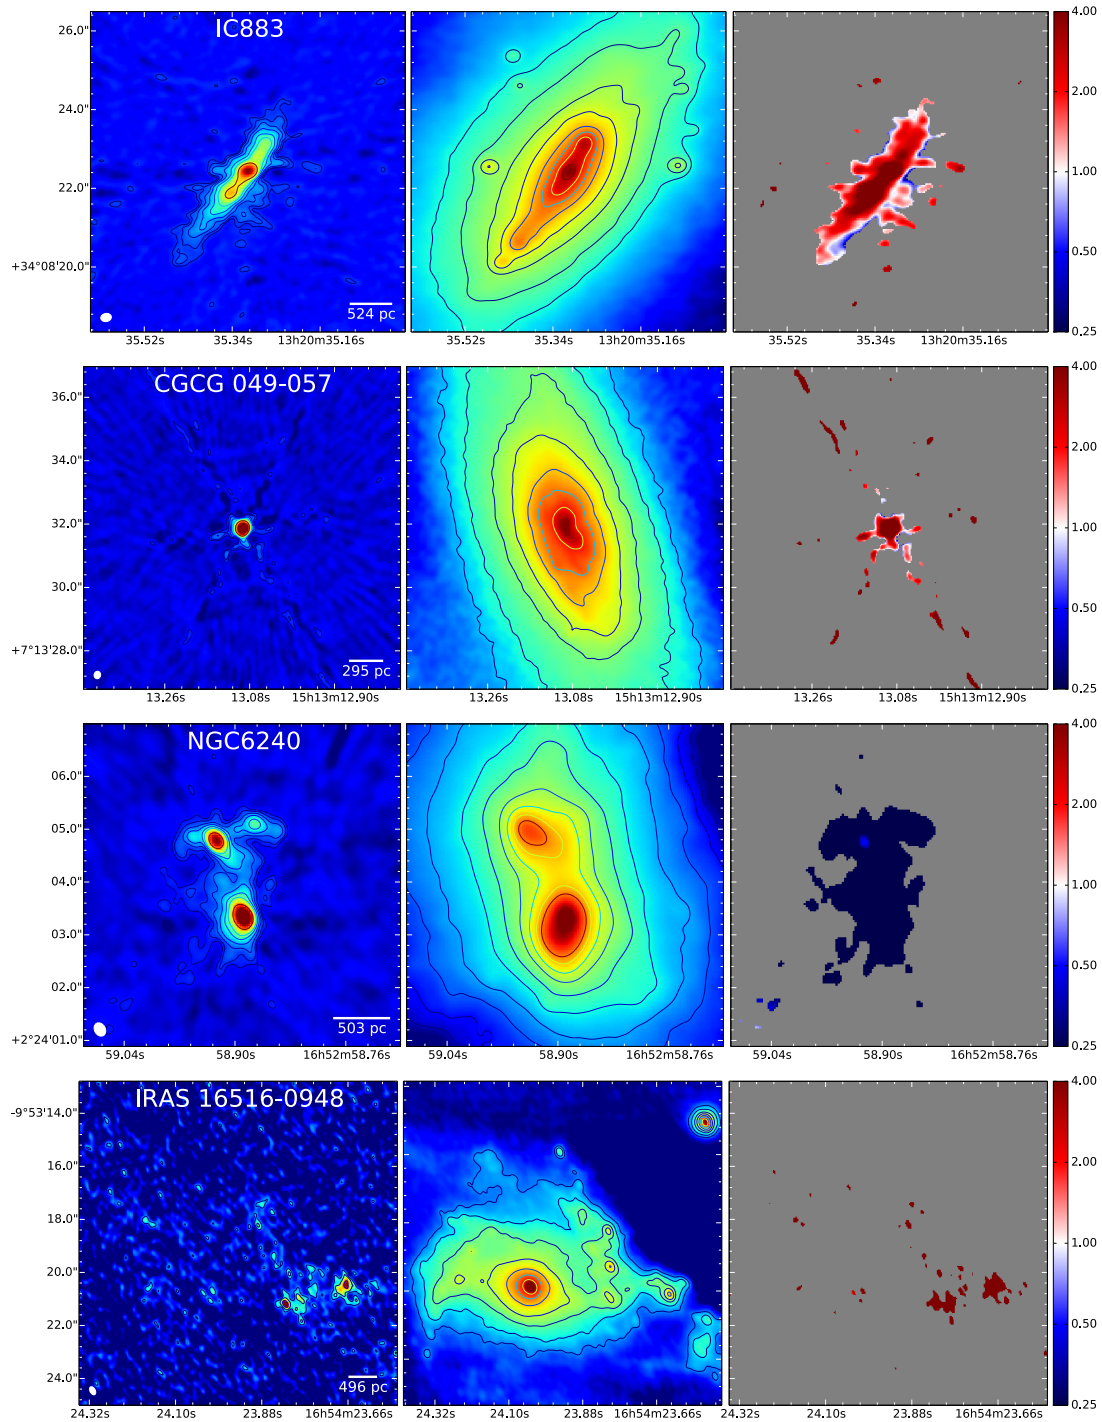 IC883
26.0"
24.0"
22.0"
+34°08'20.0"
524 pc
35.52s 35.34s 13h20m35.16s
35.52s 35.34s 13h20m35.16s
35.52s 35.34s 13h20m35.16s
4.00
2.00
1.00
0.50
0.25
CGCG 049-057
36.0"
34.0"
32.0"
30.0"
+7°13'28.0"
295 pc
13.26s 13.08s 15h13m12.90s
13.26s 13.08s 15h13m12.90s
13.26s 13.08s 15h13m12.90s
4.00
2.00
1.00
0.50
0.25
NGC6240
06.0"
05.0"
04.0"
03.0"
02.0"
+2°24'01.0"
503 pc
59.04s 58.90s 16h52m58.76s
59.04s 58.90s 16h52m58.76s
59.04s 58.90s 16h52m58.76s
4.00
2.00
1.00
0.50
0.25
IRAS 16516-0948
-9°53'14.0"
16.0"
18.0"
20.0"
22.0"
24.0"
496 pc
24.32s 24.10s 23.88s 16h54m23.66s
24.32s 24.10s 23.88s 16h54m23.66s
24.32s 24.10s 23.88s 16h54m23.66s
4.00
2.00
1.00
0.50
0.25